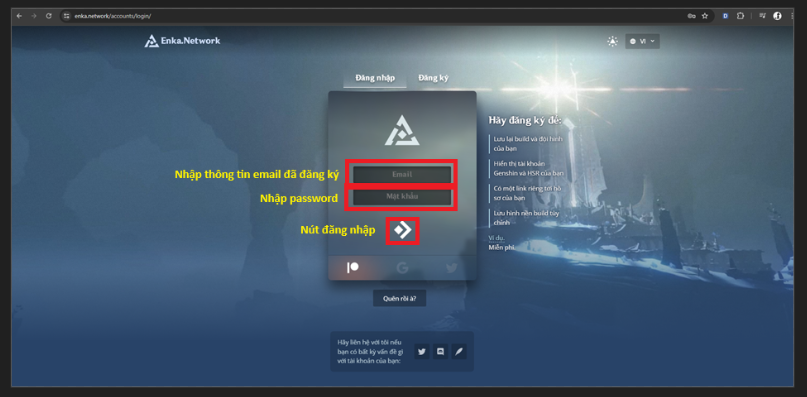 enka.network/accounts/login/
Enka.Network
VI
Đăng nhập
Đăng ký
Nhập thông tin email đã đăng ký
Email
Nhập password
Mật khẩu
Nút đăng nhập
Quên rồi à?
Hãy đăng ký để:
Lưu lại build và đội hình
của bạn
Hiển thị tài khoản
Genshin và HSR của bạn
Có một link riêng tới hồ
sơ của bạn
Lưu hình nền build tùy
chỉnh
Ví dụ.
Miễn phí
Hãy liên hệ với tôi nếu
bạn có bất kỳ vấn đề gì
với tài khoản của bạn: